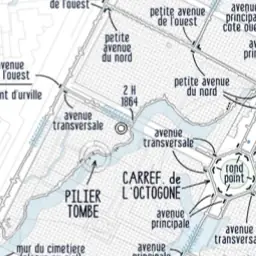 de l'ouest
petite avenue
de l'ouest
avenue
principale
côté oue
petite
avenue
du nord
avenue
l'ouest
nt d'urville
petite avenue
du nord
2 H
1864
avenue
transversale
avenue
transversale
rond
point
CARREF. de
L'OCTOGONE
PILIER
TOMBE
avenue
principale
avenue
transversale
mur du cimetière
avenue
principale